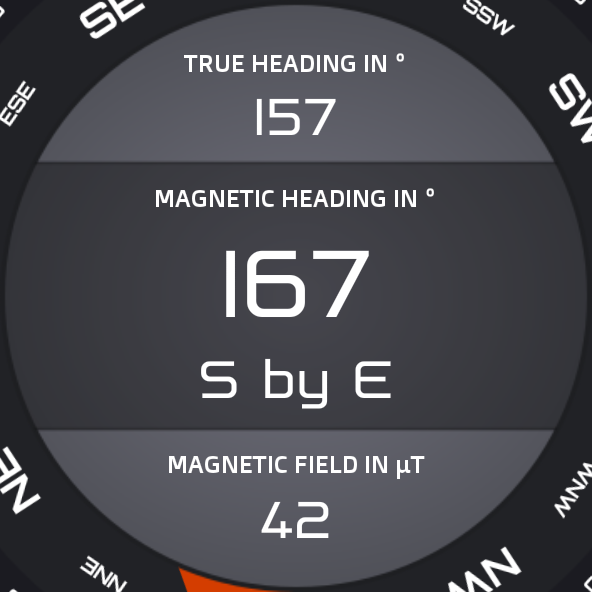 SE
SSW
ESE
SW
TRUE HEADING IN °
157
MAGNETIC HEADING IN °
167
S by E
MAGNETIC FIELD IN µT
42
NE
NNE
NW
WNW